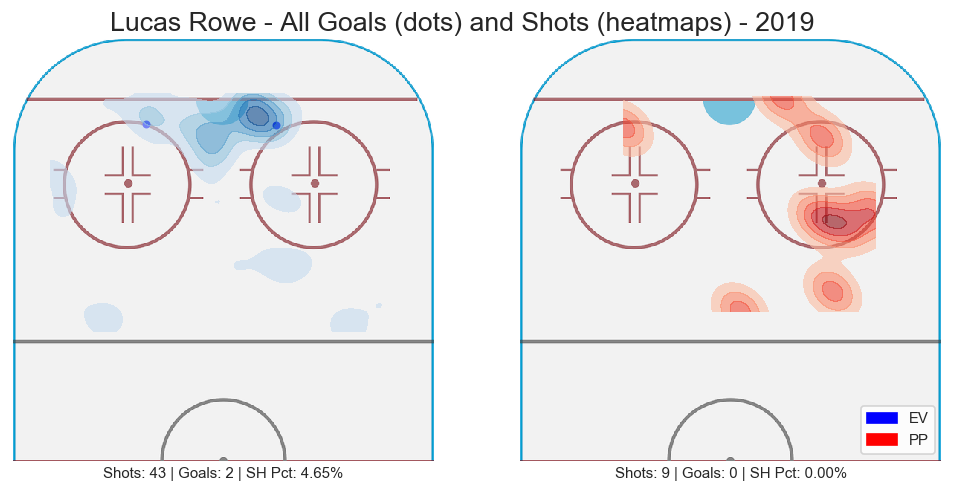 Lucas Rowe - All Goals (dots) and Shots (heatmaps) - 2019
EV
PP
Shots: 43 | Goals: 2 | SH Pct: 4.65%
Shots: 9 | Goals: 0 | SH Pct: 0.00%